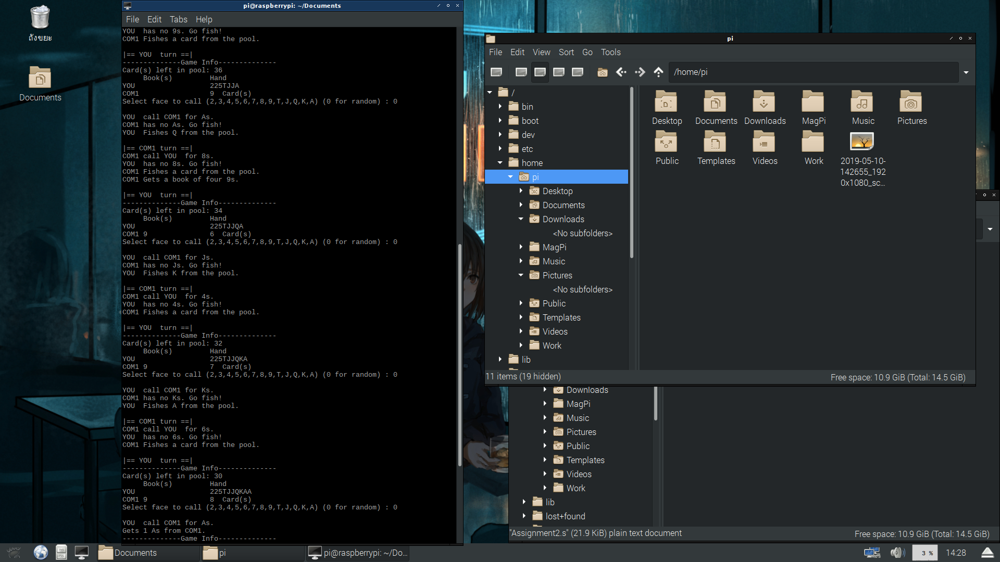 ถังขยะ
Documents
pi@raspberrypi: ~/Documents
File Edit Tabs Help
YOU  has no 9s. Go fish!
COM1 Fishes a card from the pool.
|== YOU  turn ==|
--------------Game Info--------------
Card(s) left in pool: 36
Book(s) Hand
YOU 225TJJA
COM1 9  Card(s)
Select face to call (2,3,4,5,6,7,8,9,T,J,Q,K,A) (0 for random) : 0
YOU  call COM1 for As.
COM1 has no As. Go fish!
YOU  Fishes Q from the pool.
|== COM1 turn ==|
COM1 call YOU  for 8s.
YOU  has no 8s. Go fish!
COM1 Fishes a card from the pool.
COM1 Gets a book of four 9s.
|== YOU  turn ==|
--------------Game Info--------------
Card(s) left in pool: 34
Book(s) Hand
YOU 225TJJQA
COM1 9 6  Card(s)
Select face to call (2,3,4,5,6,7,8,9,T,J,Q,K,A) (0 for random) : 0
YOU  call COM1 for Js.
COM1 has no Js. Go fish!
YOU  Fishes K from the pool.
|== COM1 turn ==|
COM1 call YOU  for 4s.
YOU  has no 4s. Go fish!
COM1 Fishes a card from the pool.
|== YOU  turn ==|
--------------Game Info--------------
Card(s) left in pool: 32
Book(s) Hand
YOU 225TJJQKA
COM1 9 7  Card(s)
Select face to call (2,3,4,5,6,7,8,9,T,J,Q,K,A) (0 for random) : 0
YOU  call COM1 for Ks.
COM1 has no Ks. Go fish!
YOU  Fishes A from the pool.
|== COM1 turn ==|
COM1 call YOU  for 6s.
YOU  has no 6s. Go fish!
COM1 Fishes a card from the pool.
|== YOU  turn ==|
--------------Game Info--------------
Card(s) left in pool: 30
Book(s) Hand
YOU 225TJJQKAA
COM1 9 8  Card(s)
Select face to call (2,3,4,5,6,7,8,9,T,J,Q,K,A) (0 for random) : 0
YOU  call COM1 for As.
Gets 1 As from COM1.
--------------Game Info--------------
pi
File Edit View Sort Go Tools
/home/pi
/
bin
boot
dev
etc
home
pi
Desktop
Documents
Downloads
<No subfolders>
MagPi
Music
Pictures
<No subfolders>
Public
Templates
Videos
Work
lib
Desktop Documents Downloads MagPi Music Pictures
Public Templates Videos Work 2019-05-10-
142655_192
0x1080_sc...
11 items (19 hidden) Free space: 10.9 GiB (Total: 14.5 GiB)
Downloads
MagPi
Music
Pictures
Public
Templates
Videos
Work
lib
lost+found
"Assignment2.s" (21.9 KiB) plain text document Free space: 10.9 GiB (Total: 14.5 GiB)
Documents pi pi@raspberrypi: ~/Do... 3 % 14:28